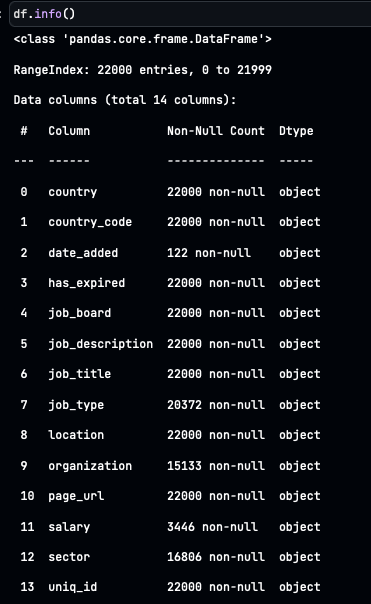 : df.info()
<class 'pandas.core.frame.DataFrame'>
RangeIndex: 22000 entries, 0 to 21999
Data columns (total 14 columns):
#   Column           Non-Null Count  Dtype
---  ------           --------------  -----
0   country          22000 non-null  object
1   country_code     22000 non-null  object
2   date_added       122 non-null    object
3   has_expired      22000 non-null  object
4   job_board        22000 non-null  object
5   job_description  22000 non-null  object
6   job_title        22000 non-null  object
7   job_type         20372 non-null  object
8   location         22000 non-null  object
9   organization     15133 non-null  object
10  page_url         22000 non-null  object
11  salary           3446 non-null   object
12  sector           16806 non-null  object
13  uniq_id          22000 non-null  object